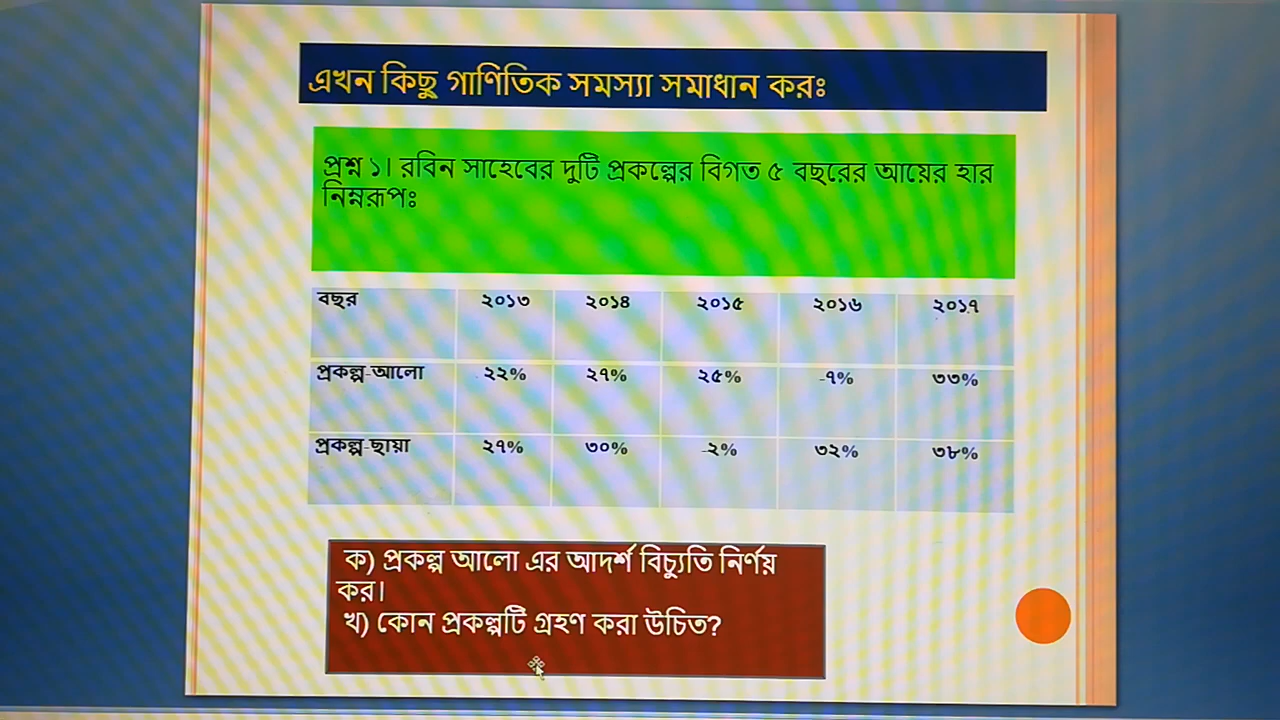 এখন কিছু গাণিতিক সমস্যা সমাধান করঃ
প্রশ্ন ১। রবিন সাহেবের দুটি প্রকল্পের বিগত ৫ বছরের আয়ের হার
নিম্নরূপঃ
বছর ২০১৩ ২০১৪ ২০১৫ ২০১৬ ২০১৭
প্রকল্প-আলো ২২% ২৭% ২৫% -৭% ৩৩%
প্রকল্প-ছায়া ২৭% ৩০% -২% ৩২% ৩৮%
ক) প্রকল্প আলো এর আদর্শ বিচ্যুতি নির্ণয়
কর।
খ) কোন প্রকল্পটি গ্রহণ করা উচিত?